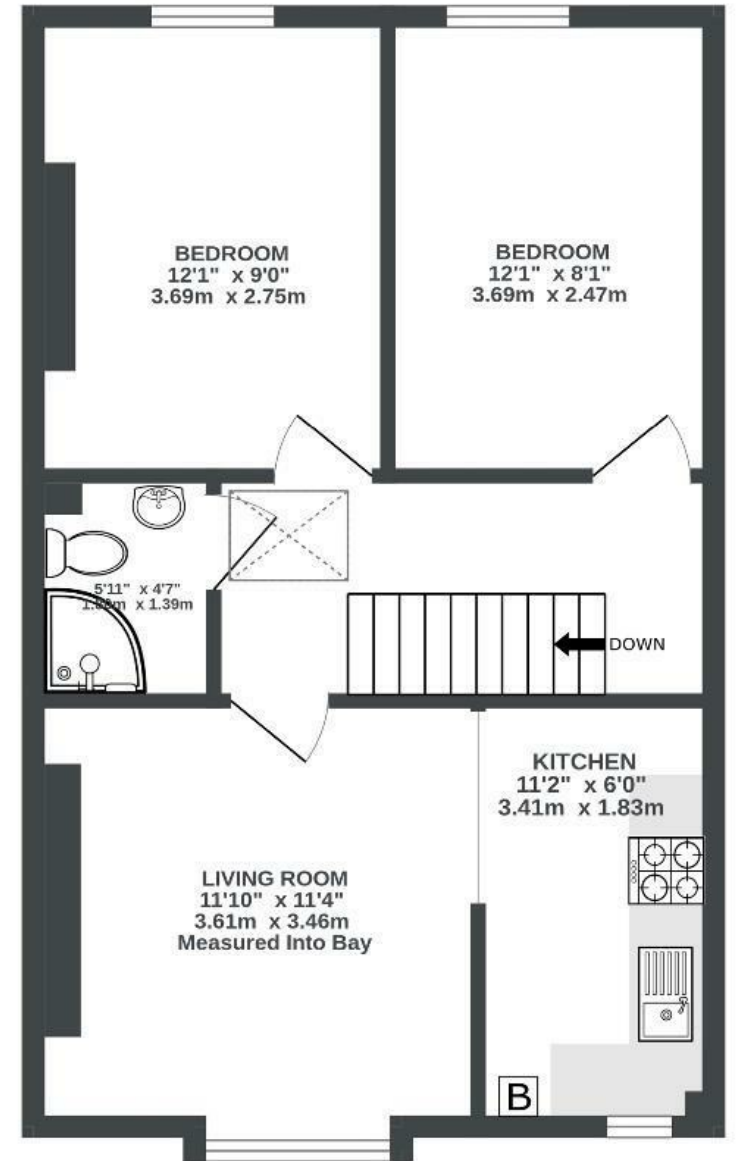 BEDROOM
12'1" x 9'0"
3.69m x 2.75m
BEDROOM
12'1" x 8'1"
3.69m x 2.47m
5'11" x 4'7"
x 1.39m
DOWN
KITCHEN
11'2" x 6'0"
3.41m x 1.83m
LIVING ROOM
11'10" x 11'4"
3.61m x 3.46m
Measured Into Bay
B